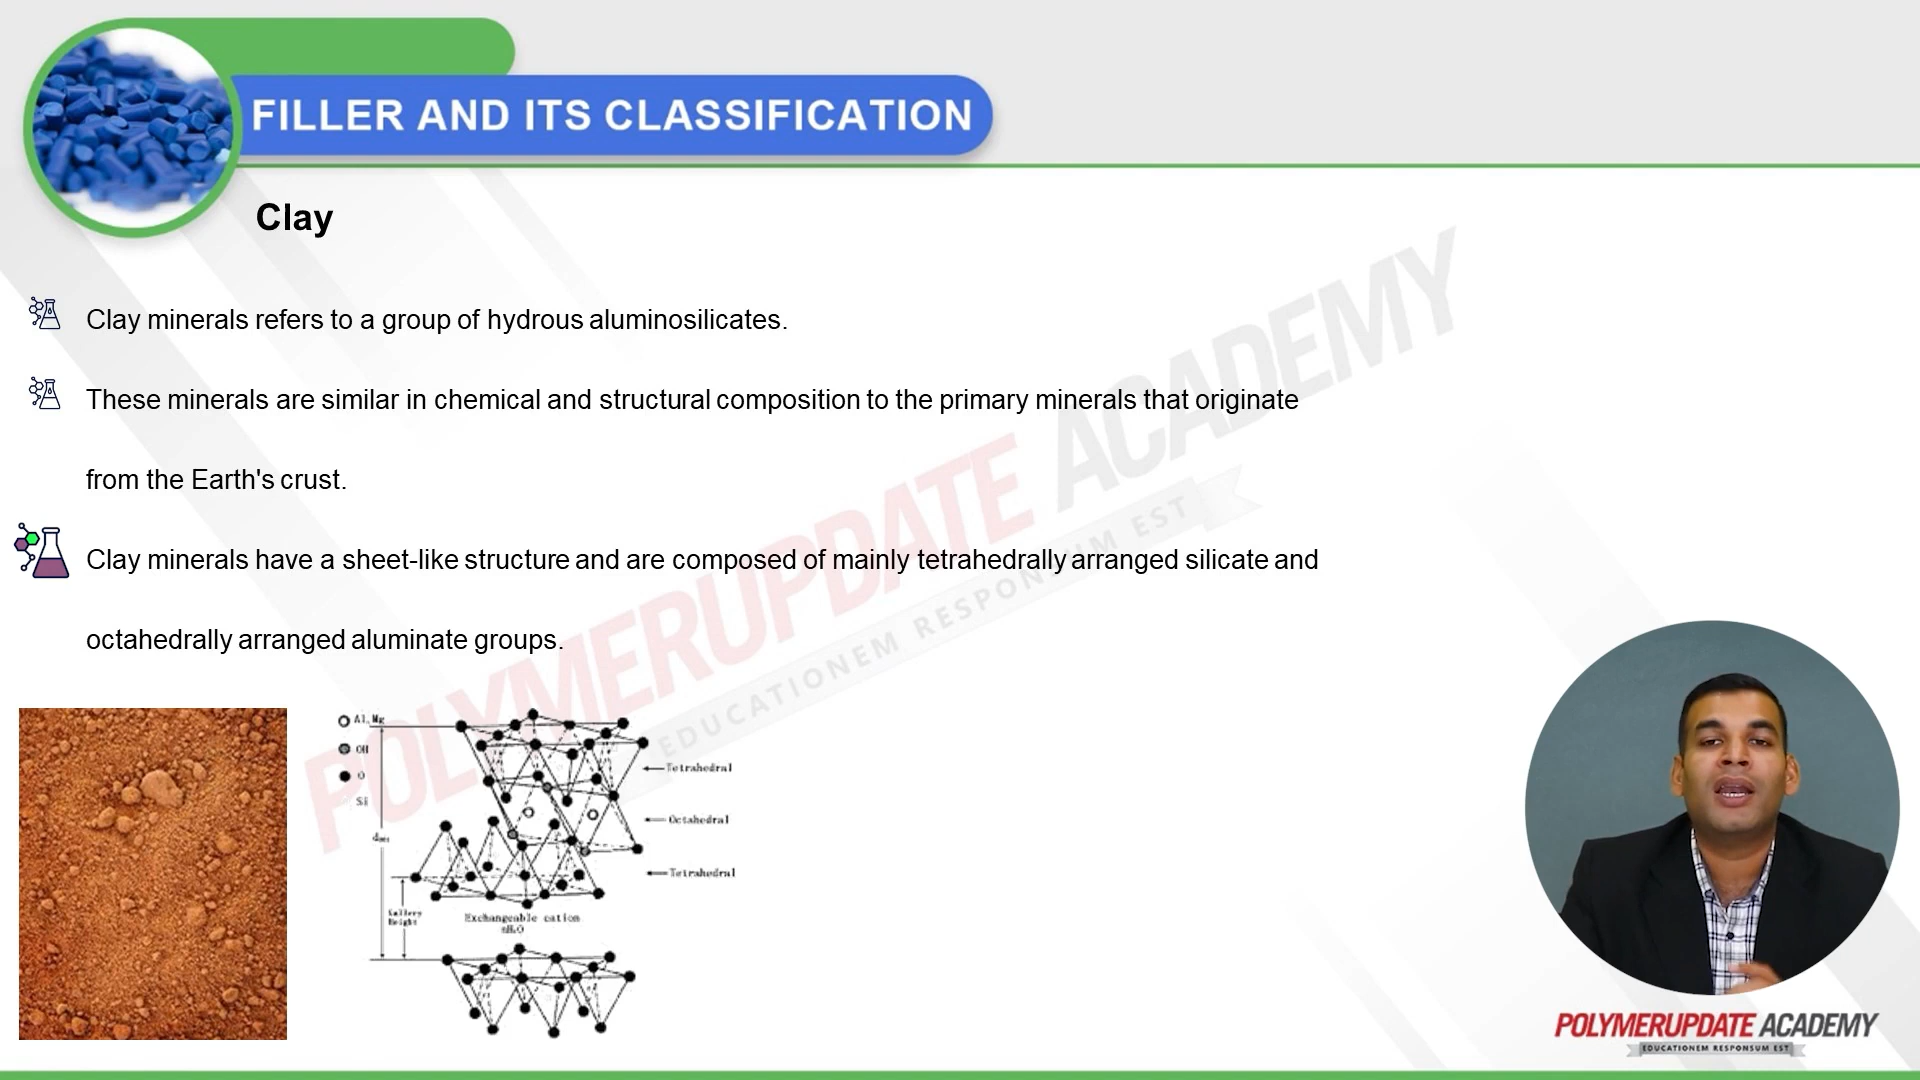 FILLER AND ITS CLASSIFICATION
Clay
Clay minerals refers to a group of hydrous aluminosilicates.
These minerals are similar in chemical and structural composition to the primary minerals that originate
from the Earth's crust.
Clay minerals have a sheet-like structure and are composed of mainly tetrahedrally arranged silicate and
octahedrally arranged aluminate groups.
Al, Mg
OH
O
Si
Tetrahedral
Octahedral
Tetrahedral
Gallery
Height
Exchangeable cation
nH₂O
POLYMERUPDATE ACADEMY
EDUCATIONEM RESPONSUM EST
POLYMERUPDATE ACADEMY
EDUCATIONEM RESPONSUM EST